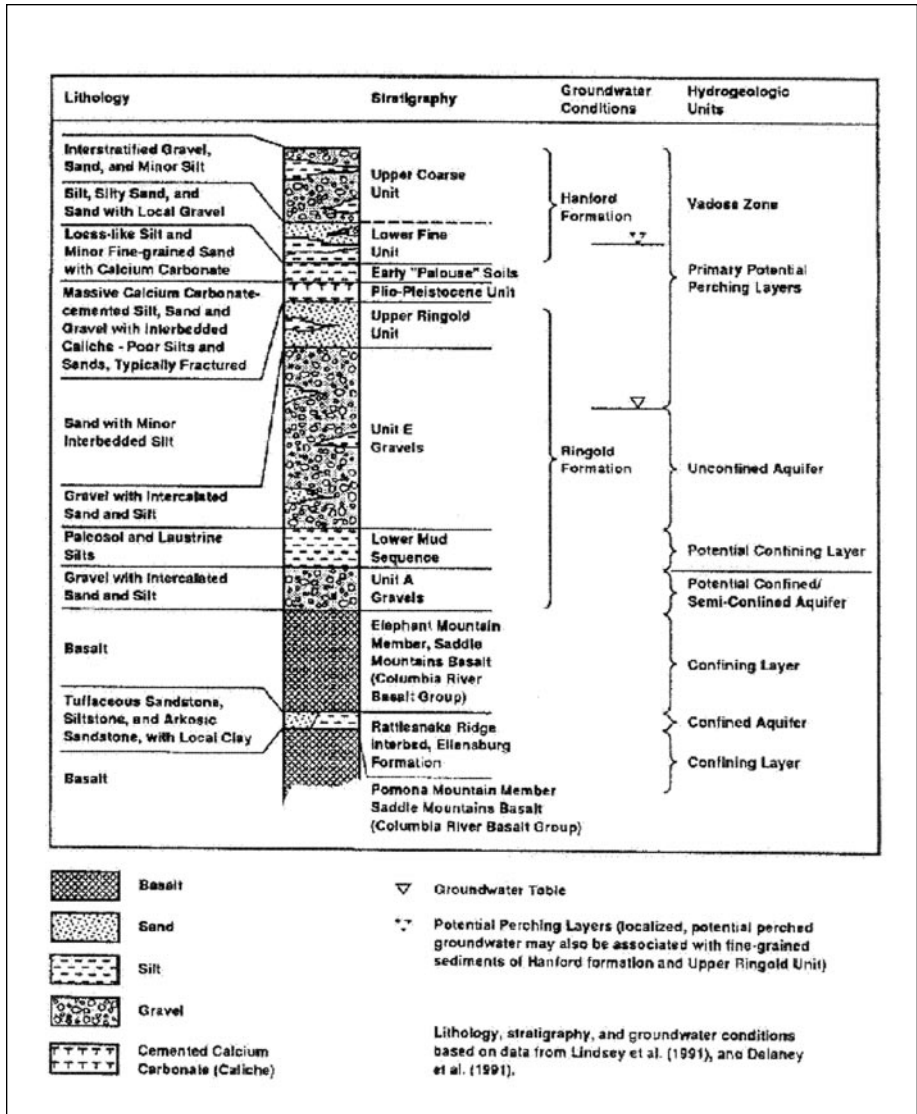 Lithology
Stratigraphy
Groundwater
Conditions
Hydrogeologic
Units
Interstratified Gravel,
Sand, and Minor Silt
Silt, Silty Sand, and
Sand with Local Gravel
Loess-like Silt and
Minor Fine-grained Sand
with Calcium Carbonate
Massive Calcium Carbonate-
cemented Silt, Sand and
Gravel with Interbedded
Caliche - Poor Silts and
Sands, Typically Fractured
Sand with Minor
Interbedded Silt
Gravel with Intercalated
Sand and Silt
Paleosol and Laustrine
Silts
Gravel with Intercalated
Sand and Silt
Basalt
Tuffaceous Sandstone,
Siltstone, and Arkosic
Sandstone, with Local Clay
Basalt
Upper Coarse
Unit
Lower Fine
Unit
Early "Palouse" Soils
Plio-Pleistocene Unit
Upper Ringold
Unit
Unit E
Gravels
Lower Mud
Sequence
Unit A
Gravels
Elephant Mountain
Member, Saddle
Mountains Basalt
(Columbia River
Basalt Group)
Rattlesnake Ridge
Interbed, Ellensburg
Formation
Pomona Mountain Member
Saddle Mountains Basalt
(Columbia River Basalt Group)
Hanford
Formation
Ringold
Formation
Vadose Zone
Primary Potential
Perching Layers
Unconfined Aquifer
Potential Confining Layer
Potential Confined/
Semi-Confined Aquifer
Confining Layer
Confined Aquifer
Confining Layer
Basalt
Sand
Silt
Gravel
Cemented Calcium
Carbonate (Caliche)
Groundwater Table
Potential Perching Layers (localized, potential perched
groundwater may also be associated with fine-grained
sediments of Hanford formation and Upper Ringold Unit)
Lithology, stratigraphy, and groundwater conditions
based on data from Lindsey et al. (1991), and Delaney
et al. (1991).